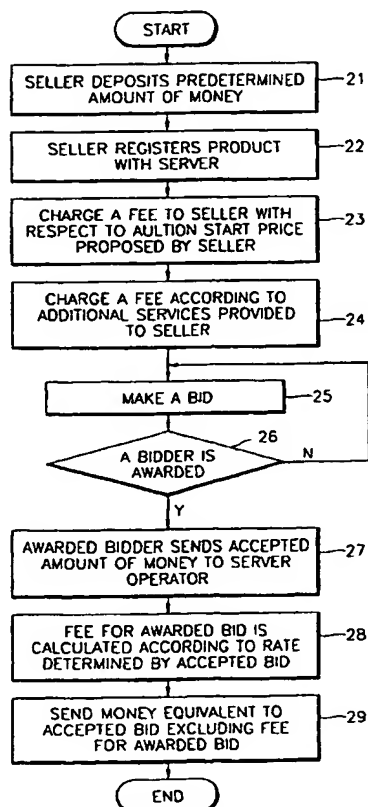 START
SELLER DEPOSITS PREDETERMINED
AMOUNT OF MONEY
21
SELLER REGISTERS PRODUCT
WITH SERVER
22
CHARGE A FEE TO SELLER WITH
RESPECT TO AULTION START PRICE
PROPOSED BY SELLER
23
CHARGE A FEE ACCORDING TO
ADDITIONAL SERVICES PROVIDED
TO SELLER
24
MAKE A BID
25
26
A BIDDER IS
AWARDED
N
Y
AWARDED BIDDER SENDS ACCEPTED
AMOUNT OF MONEY TO SERVER
OPERATOR
27
FEE FOR AWARDED BID IS
CALCULATED ACCORDING TO RATE
DETERMINED BY ACCEPTED BID
28
SEND MONEY EQUIVALENT TO
ACCEPTED BID EXCLUDING FEE
FOR AWARDED BID
29
END